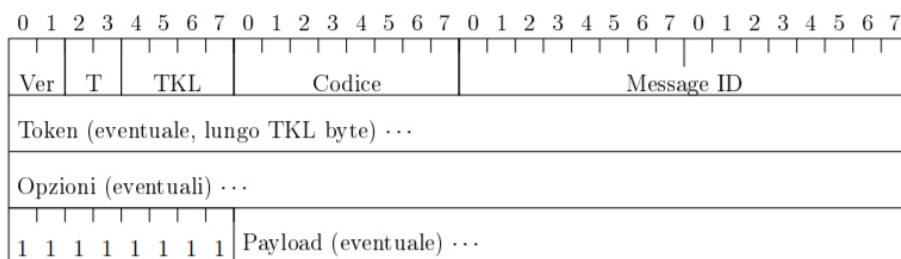 0 1 2 3 4 5 6 7 0 1 2 3 4 5 6 7 0 1 2 3 4 5 6 7 0 1 2 3 4 5 6 7
Ver T TKL Codice Message ID
Token (eventuale, lungo TKL byte) ···
Opzioni (eventuali) ···
1 1 1 1 1 1 1 1 Payload (eventuale) ···